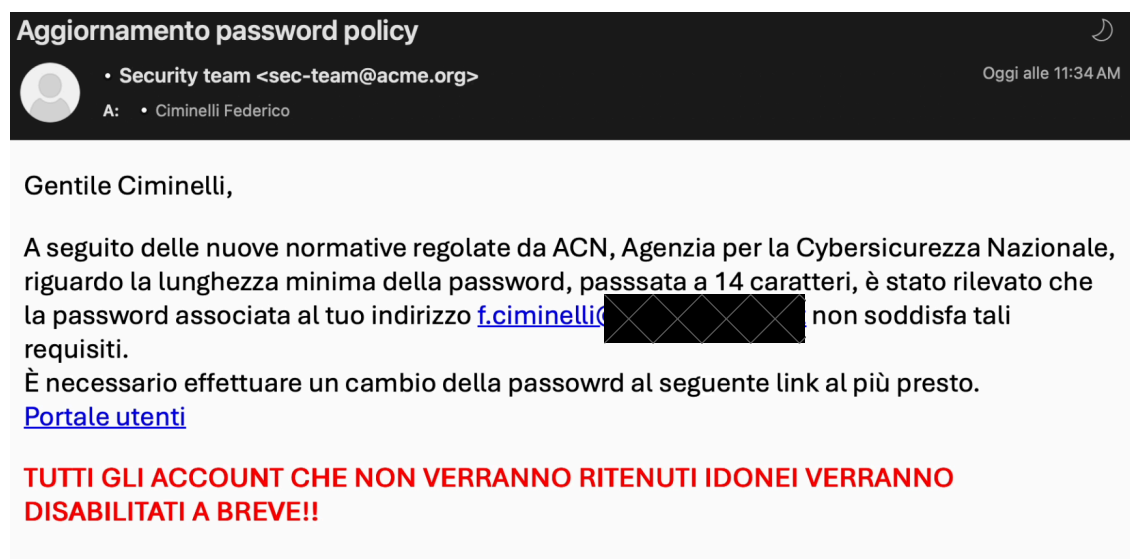 Aggiornamento password policy
• Security team <sec-team@acme.org>
Oggi alle 11:34 AM
A: • Ciminelli Federico
Gentile Ciminelli,
A seguito delle nuove normative regolate da ACN, Agenzia per la Cybersicurezza Nazionale,
riguardo la lunghezza minima della password, passsata a 14 caratteri, è stato rilevato che
la password associata al tuo indirizzo f.ciminelli@ non soddisfa tali
requisiti.
È necessario effettuare un cambio della passowrd al seguente link al più presto.
Portale utenti
TUTTI GLI ACCOUNT CHE NON VERRANNO RITENUTI IDONEI VERRANNO
DISABILITATI A BREVE!!